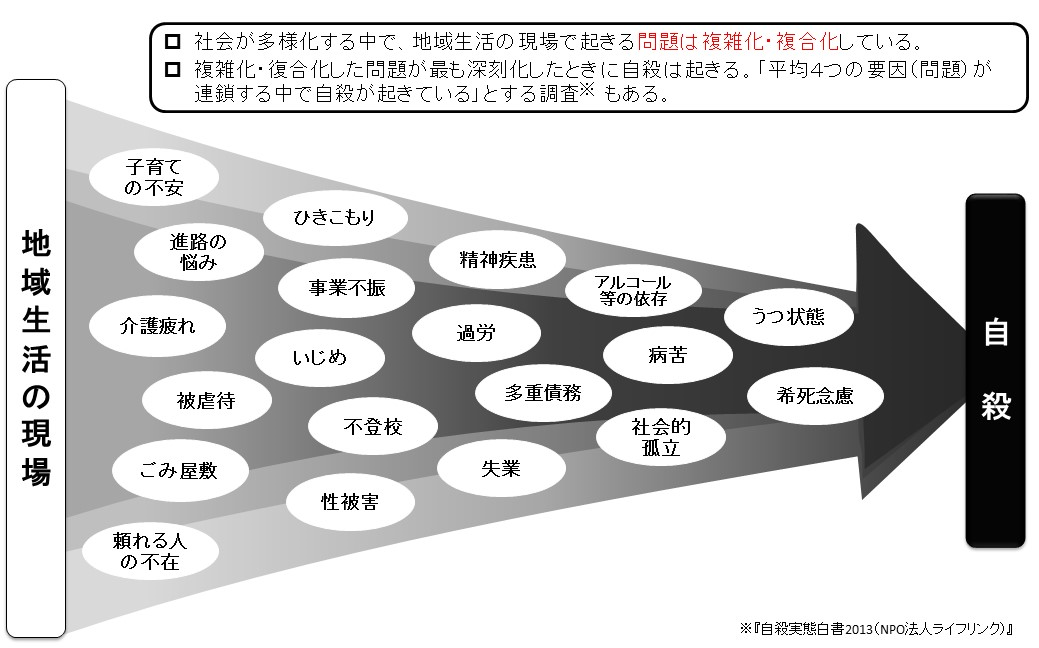 □ 社会が多様化する中で、地域生活の現場で起きる問題は複雑化・複合化している。
□ 複雑化・復合化した問題が最も深刻化したときに自殺は起きる。「平均4つの要因(問題)が
連鎖する中で自殺が起きている」とする調査※ もある。
地域生活の現場
子育て
の不安
進路の
悩み
介護疲れ
被虐待
ごみ屋敷
頼れる人
の不在
ひきこもり
事業不振
いじめ
不登校
性被害
精神疾患
過労
多重債務
失業
アルコール
等の依存
病苦
社会的
孤立
うつ状態
希死念慮
自殺
※『自殺実態白書2013(NPO法人ライフリンク)』